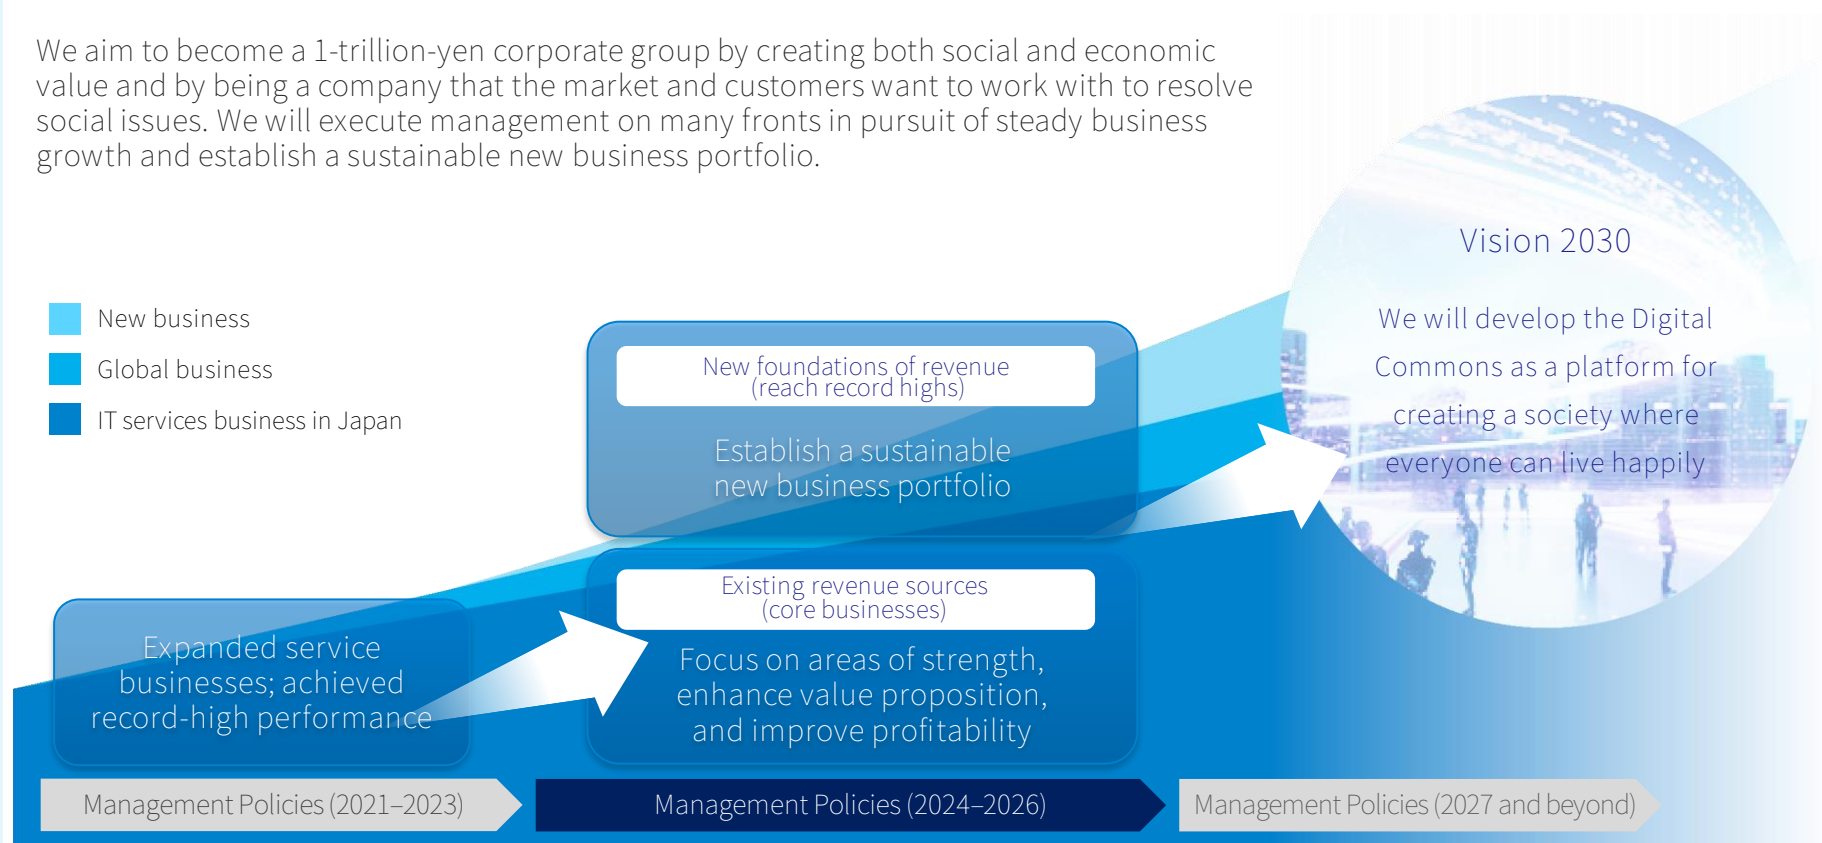 We aim to become a 1-trillion-yen corporate group by creating both social and economic
value and by being a company that the market and customers want to work with to resolve
social issues. We will execute management on many fronts in pursuit of steady business
growth and establish a sustainable new business portfolio.
New business
Global business
IT services business in Japan
Vision 2030
We will develop the Digital
Commons as a platform for
creating a society where
everyone can live happily
New foundations of revenue
(reach record highs)
Establish a sustainable
new business portfolio
Existing revenue sources
(core businesses)
Focus on areas of strength,
enhance value proposition,
and improve profitability
Expanded service
businesses; achieved
record-high performance
Management Policies (2021–2023)
Management Policies (2024–2026)
Management Policies (2027 and beyond)